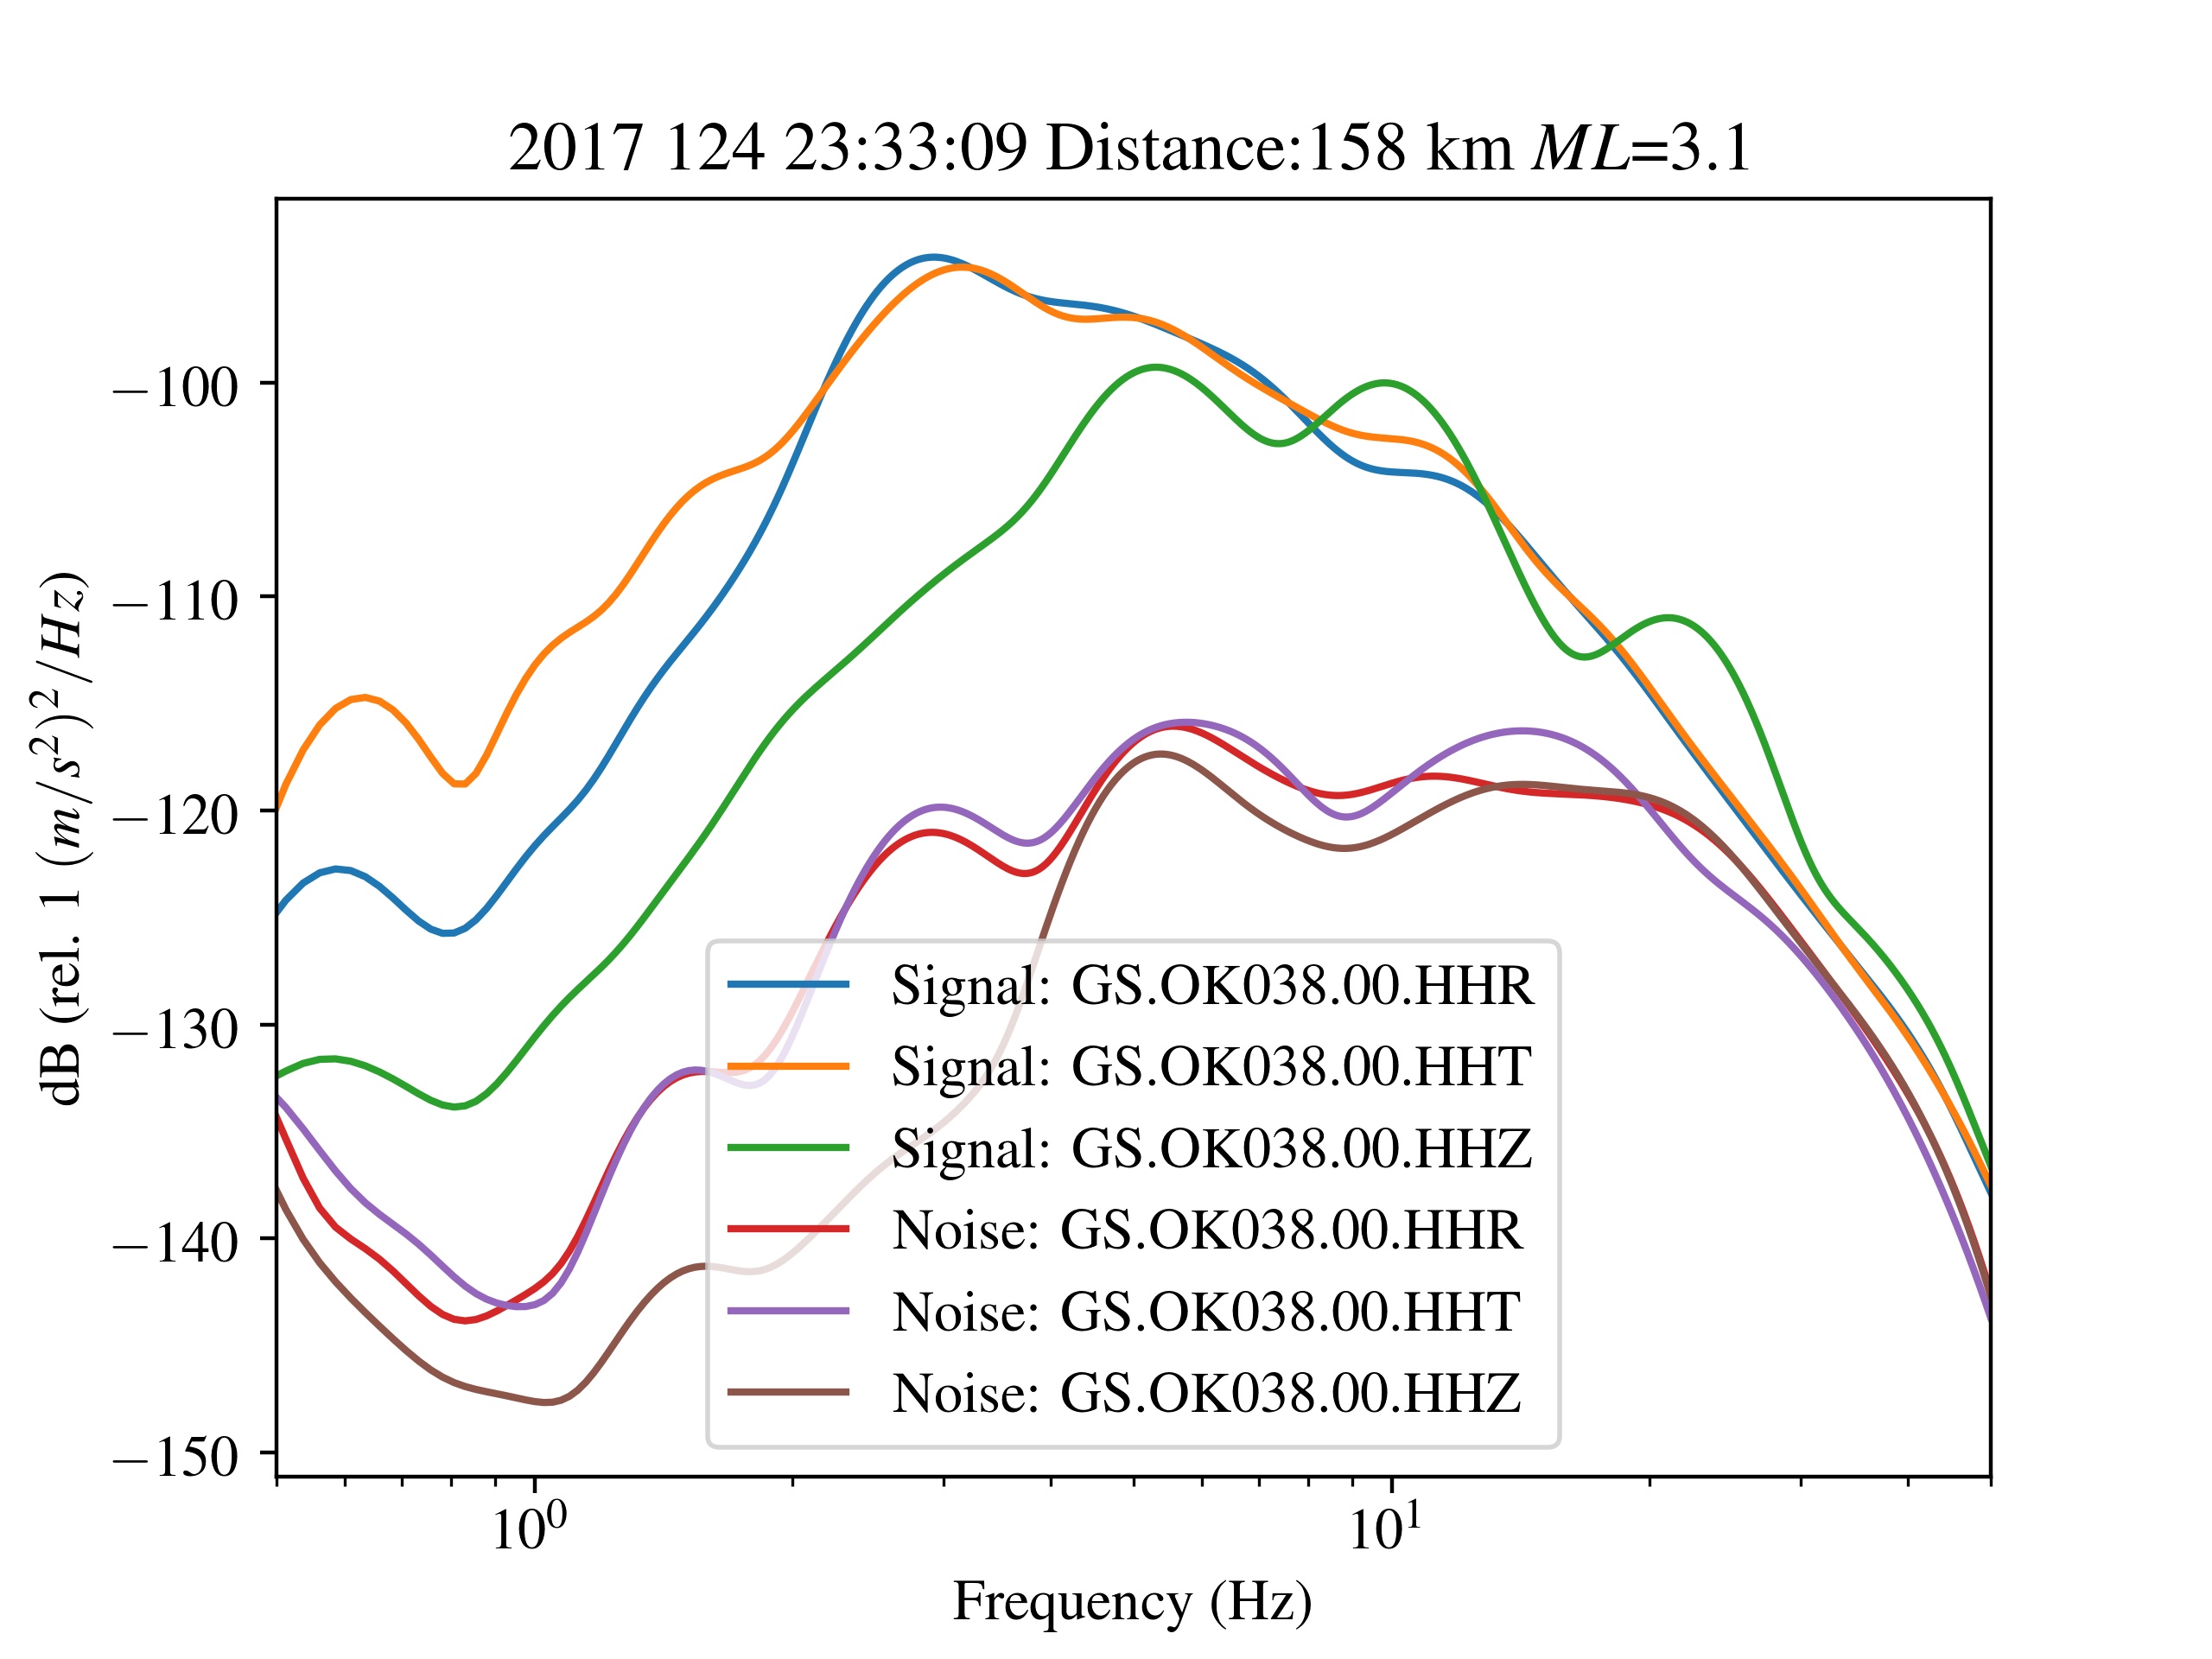 2017 124 23:33:09 Distance:158 km ML=3.1
dB (rel. 1 (m/s²)²/Hz)
−100
−110
−120
−130
−140
−150
Signal: GS.OK038.00.HHR
Signal: GS.OK038.00.HHT
Signal: GS.OK038.00.HHZ
Noise: GS.OK038.00.HHR
Noise: GS.OK038.00.HHT
Noise: GS.OK038.00.HHZ
10⁰ 10¹
Frequency (Hz)